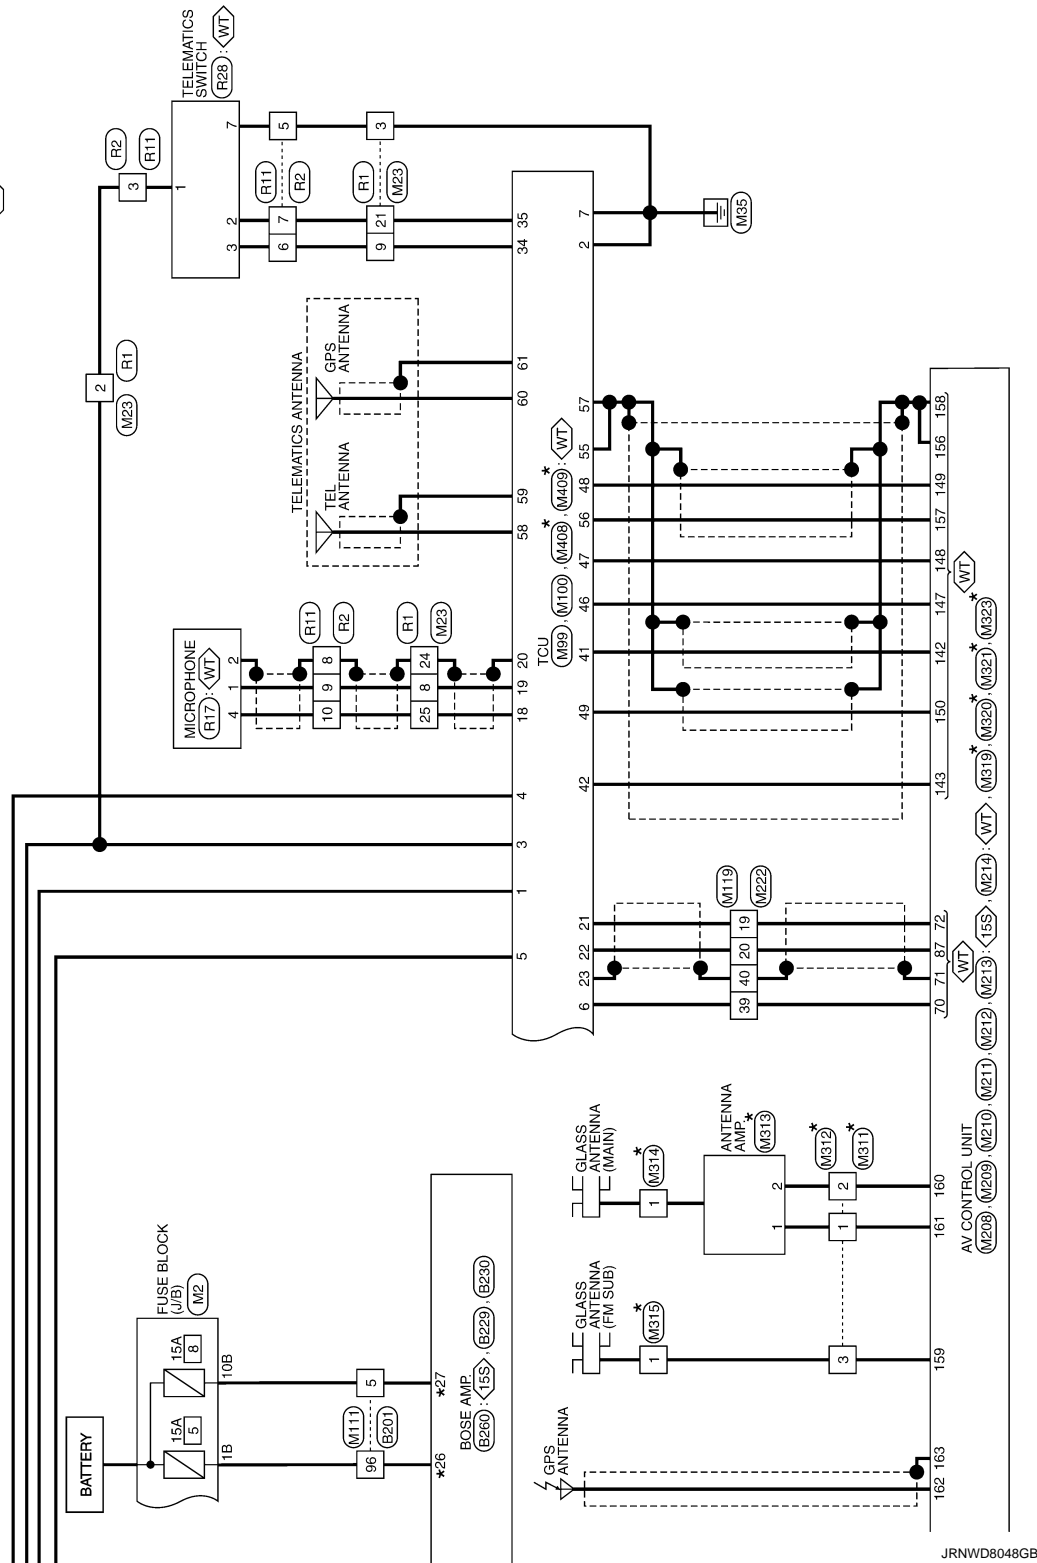 TELEMATICS
SWITCH
R28 : WT
R2
R11
3
1
7
2
3
5
3
R11
R2
R1
M23
7
21
6
9
35
34
7
2
M35
2
R1
M23
TELEMATICS ANTENNA
GPS
ANTENNA
61
60
TEL
ANTENNA
59
58
MICROPHONE
R17 : WT
2
1
4
R11
R2
R1
M23
8
9
10
24
8
25
20
19
18
TCU
M99 , M100 , M408 * , M409 * : WT
57
55
48
56
47
46
41
49
42
158
156
149
157
148
147
142
150
143
WT
4
3
1
5
21
22
23
6
M119
M222
19
20
40
39
72
87
71
70
WT
AV CONTROL UNIT
M208 , M209 , M210 , M211 , M212 , M213 : 15S , M214 : WT , M319 * , M320 * , M321 * , M323 *
GLASS
ANTENNA
(MAIN)
* M314
1
ANTENNA
AMP.
* M313
2
1
* M312
* M311
2
1
160
161
GLASS
ANTENNA
(FM SUB)
* M315
1
3
159
GPS
ANTENNA
163
162
BATTERY
FUSE BLOCK
(J/B)
M2
15A
8
15A
5
10B
1B
M111
B201
5
96
*27
*26
BOSE AMP.
B260 : 15S , B229 , B230
JRNWD8048GB